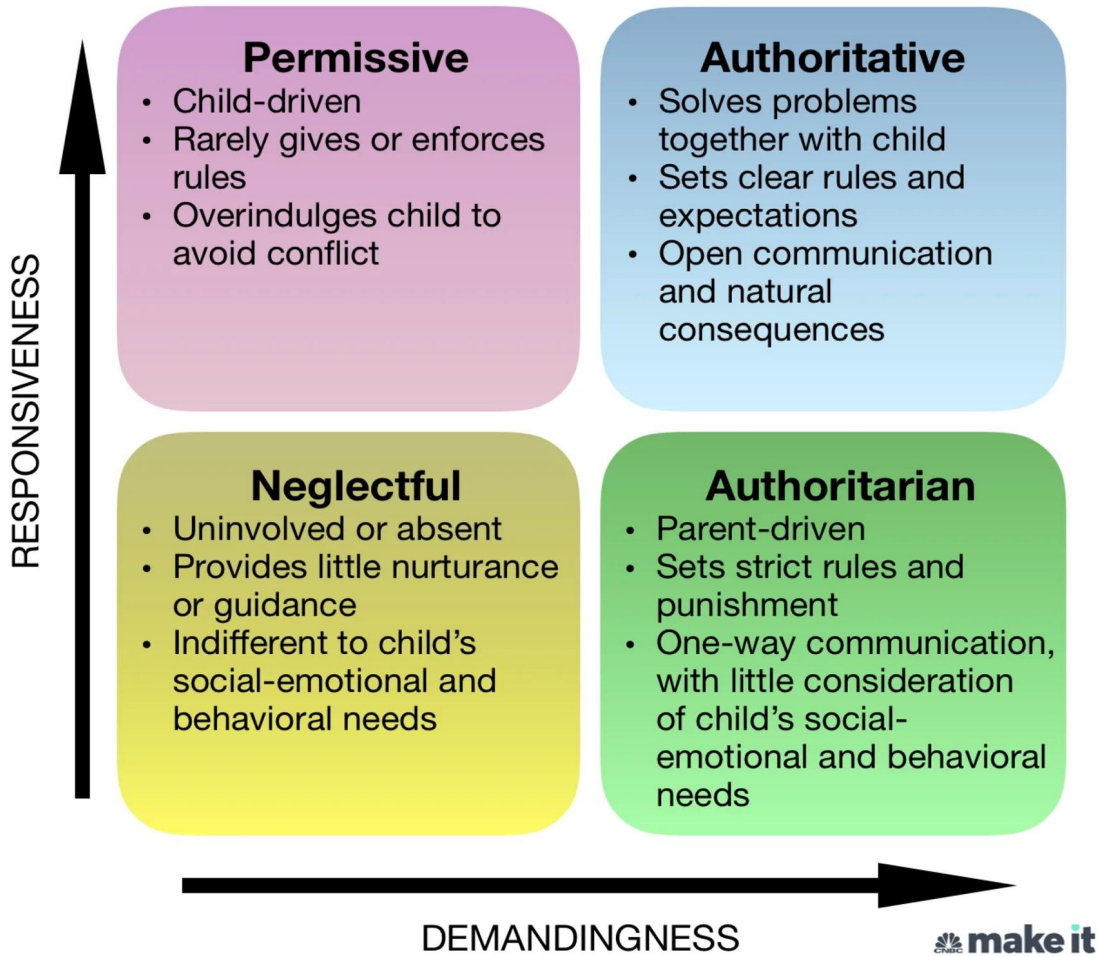 Permissive
• Child-driven
• Rarely gives or enforces
rules
• Overindulges child to
avoid conflict
Authoritative
• Solves problems
together with child
• Sets clear rules and
expectations
• Open communication
and natural
consequences
RESPONSIVENESS
Neglectful
• Uninvolved or absent
• Provides little nurturance
or guidance
• Indifferent to child’s
social-emotional and
behavioral needs
Authoritarian
• Parent-driven
• Sets strict rules and
punishment
• One-way communication,
with little consideration
of child’s social-
emotional and behavioral
needs
DEMANDINGNESS
CNBC make it